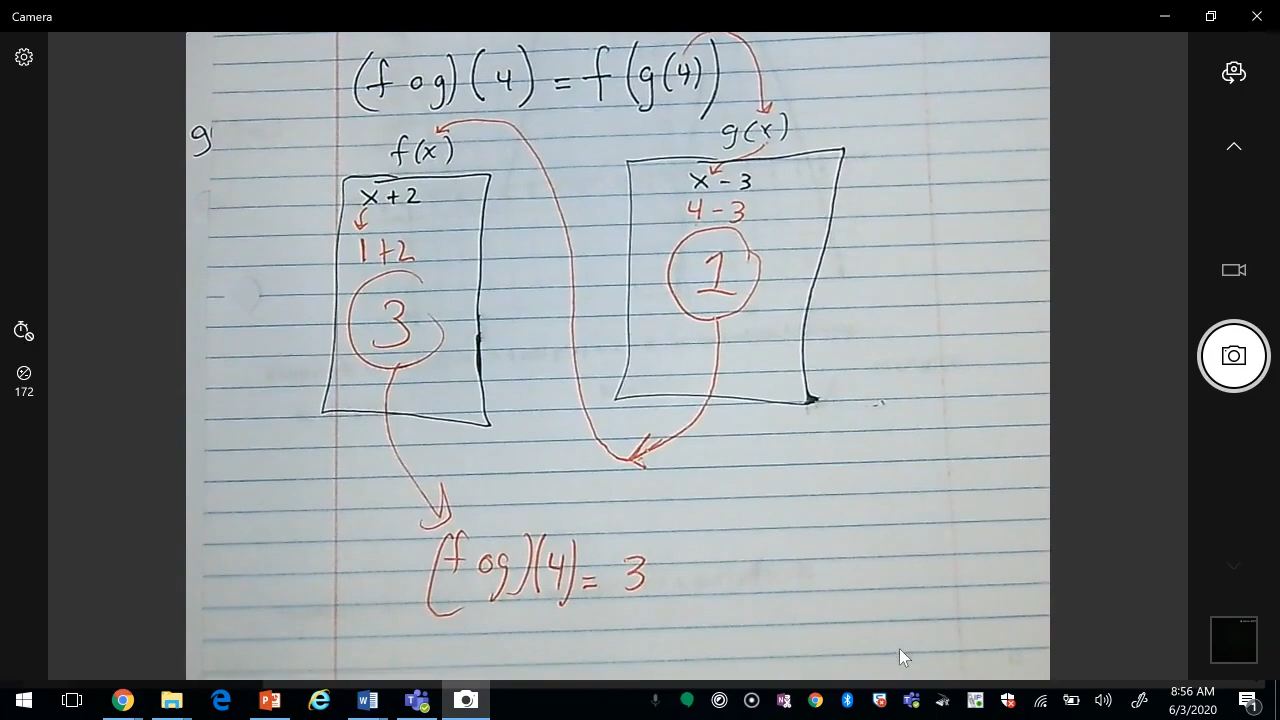 Camera
(f o g)(4) = f(g(4))
g
f(x)
g(x)
x + 2
x - 3
1 + 2
4 - 3
3
1
(f o g)(4) = 3
172
8:56 AM
6/3/2020
1